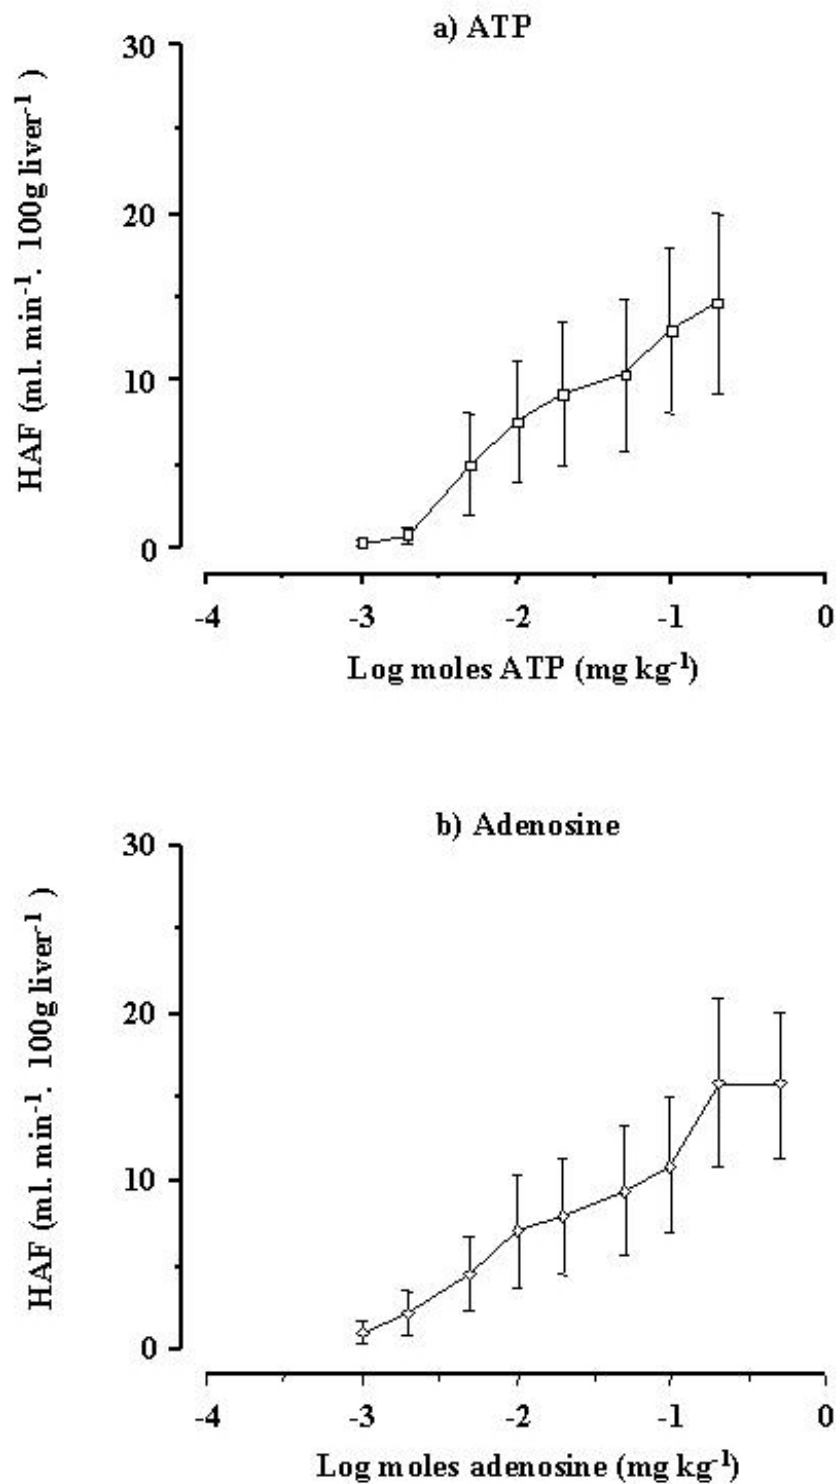 a) ATP
30
20
10
0
HAF (ml. min⁻¹. 100g liver⁻¹ )
-4 -3 -2 -1 0
Log moles ATP (mg kg⁻¹)
b) Adenosine
30
20
10
0
HAF (ml. min⁻¹. 100g liver⁻¹ )
-4 -3 -2 -1 0
Log moles adenosine (mg kg⁻¹)